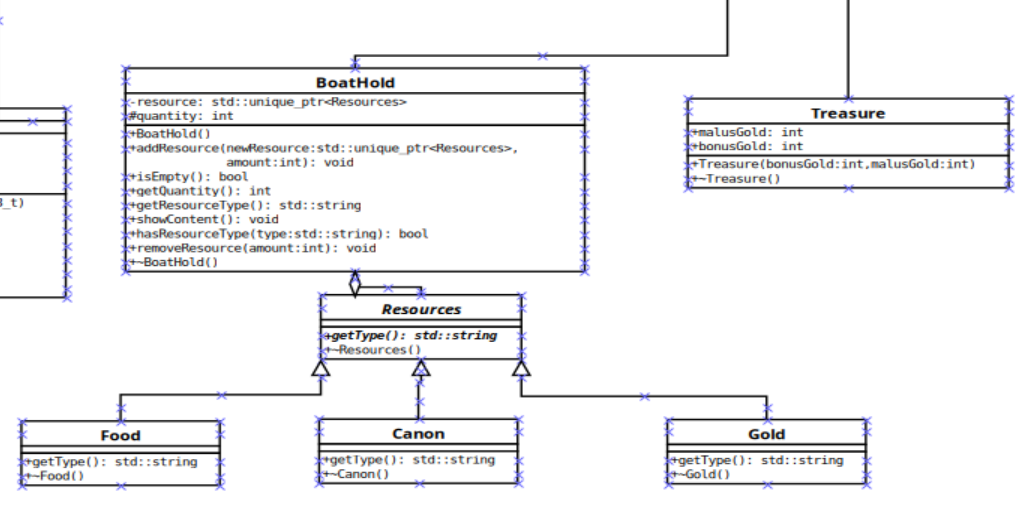 BoatHold
-resource: std::unique_ptr<Resources>
#quantity: int
+BoatHold()
+addResource(newResource:std::unique_ptr<Resources>,
amount:int): void
+isEmpty(): bool
+getQuantity(): int
+getResourceType(): std::string
+showContent(): void
+hasResourceType(type:std::string): bool
+removeResource(amount:int): void
+~BoatHold()
Treasure
+malusGold: int
+bonusGold: int
+Treasure(bonusGold:int,malusGold:int)
+~Treasure()
_t)
Resources
+getType(): std::string
+~Resources()
Food
+getType(): std::string
+~Food()
Canon
+getType(): std::string
+~Canon()
Gold
+getType(): std::string
+~Gold()